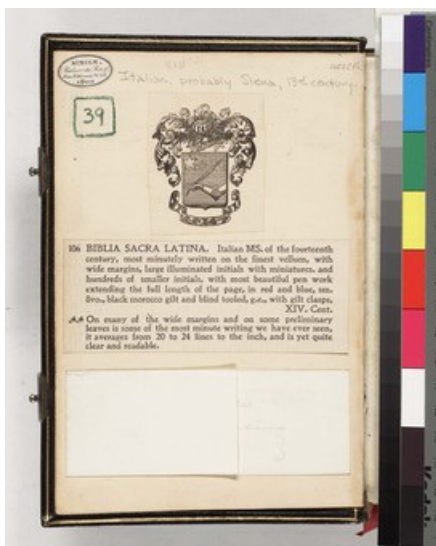 Italian, probably Siena, 13th century.
39
106 BIBLIA SACRA LATINA. Italian MS. of the fourteenth
century, most minutely written on the finest vellum, with
wide margins, large illuminated initials with miniatures, and
hundreds of smaller initials, with most beautiful pen work
extending the full length of the page, in red and blue, sm.
8vo., black morocco gilt and blind tooled, g.e., with gilt clasps,
XIV. Cent.
On many of the wide margins and on some preliminary
leaves is some of the most minute writing we have ever seen,
it averages from 20 to 24 lines to the inch, and is yet quite
clear and readable.
Kodak